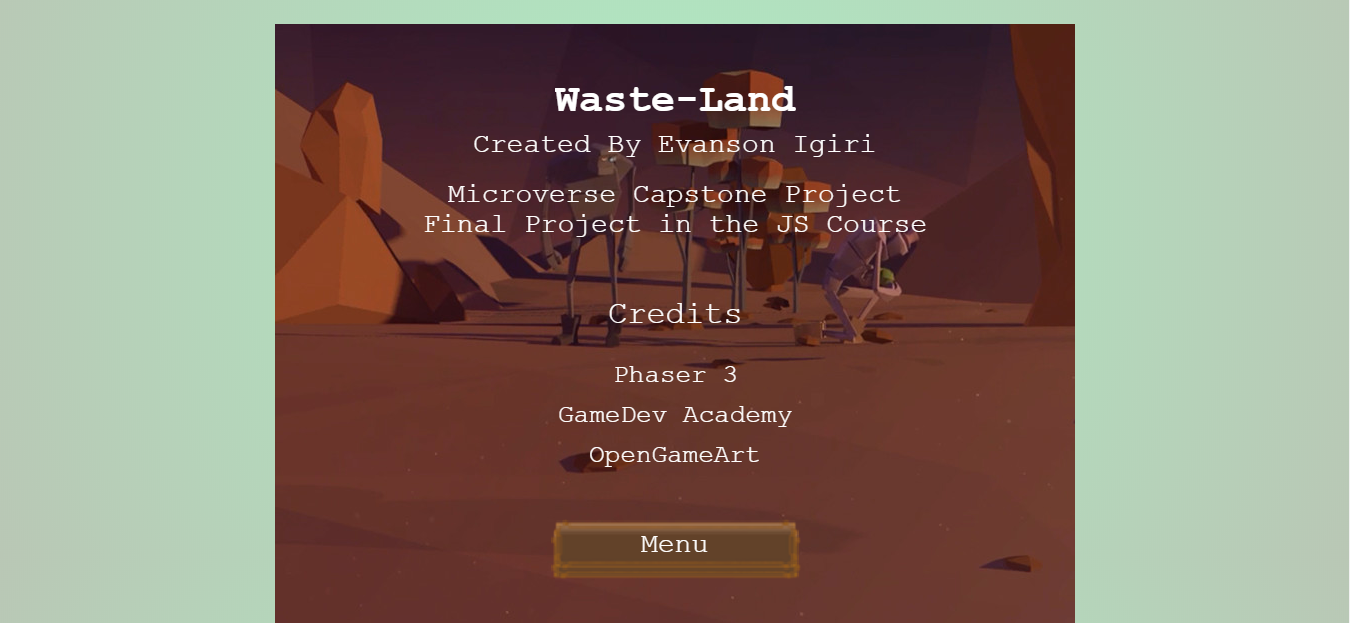 Waste-Land
Created By Evanson Igiri
Microverse Capstone Project
Final Project in the JS Course
Credits
Phaser 3
GameDev Academy
OpenGameArt
Menu